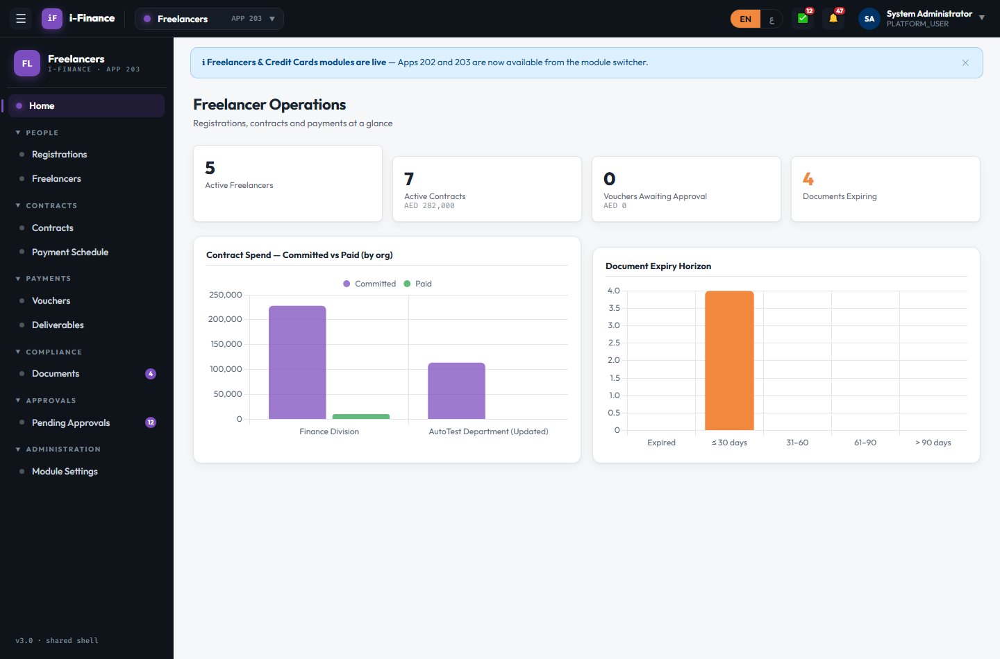 ☰ iF i-Finance
Freelancers APP 203 ▼
EN ع
12
47
SA System Administrator ▼
PLATFORM_USER
FL Freelancers
I-FINANCE · APP 203
Home
▼ PEOPLE
Registrations
Freelancers
▼ CONTRACTS
Contracts
Payment Schedule
▼ PAYMENTS
Vouchers
Deliverables
▼ COMPLIANCE
Documents 4
▼ APPROVALS
Pending Approvals 12
▼ ADMINISTRATION
Module Settings
v3.0 · shared shell
ℹ Freelancers & Credit Cards modules are live — Apps 202 and 203 are now available from the module switcher. ×
Freelancer Operations
Registrations, contracts and payments at a glance
5
Active Freelancers
7
Active Contracts
AED 282,000
0
Vouchers Awaiting Approval
AED 0
4
Documents Expiring
Contract Spend — Committed vs Paid (by org)
Committed Paid
250,000
200,000
150,000
100,000
50,000
0
Finance Division AutoTest Department (Updated)
Document Expiry Horizon
4.0
3.5
3.0
2.5
2.0
1.5
1.0
0.5
0
Expired ≤ 30 days 31–60 61–90 > 90 days